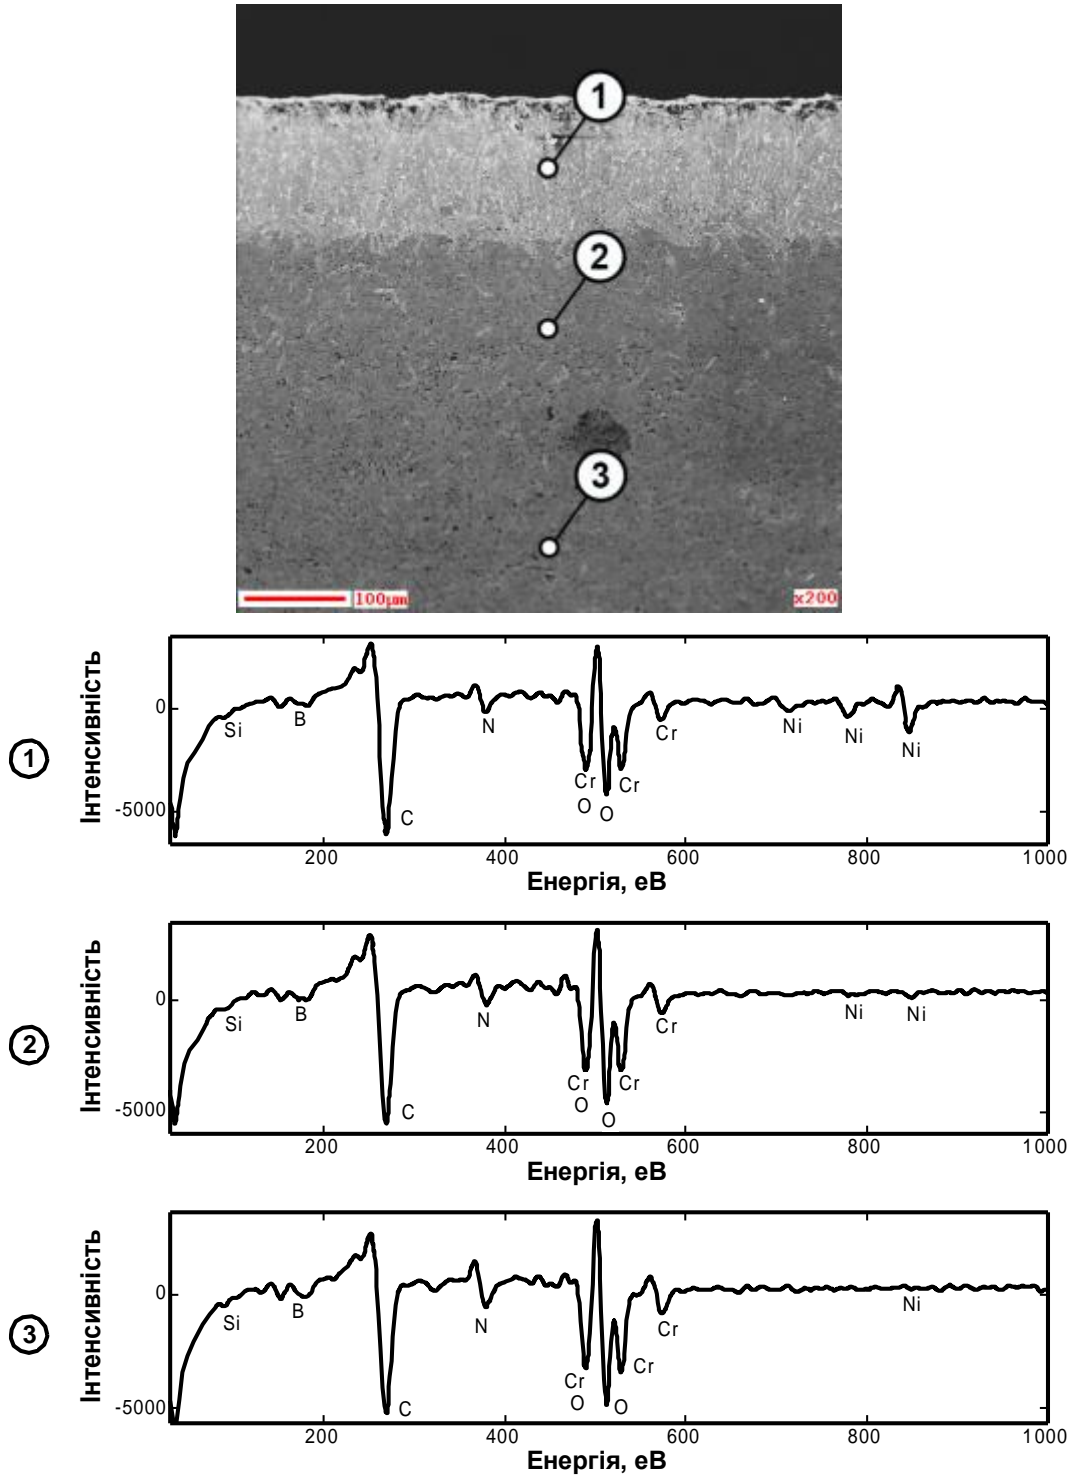 1
2
3
100µm
x200
1
Інтенсивність
0
-5000
Si
B
C
N
Cr
O
O
Cr
Cr
Ni
Ni
Ni
200
400
600
800
1000
Енергія, еВ
2
Інтенсивність
0
-5000
Si
B
C
N
Cr
O
O
Cr
Cr
Ni
Ni
200
400
600
800
1000
Енергія, еВ
3
Інтенсивність
0
-5000
Si
B
C
N
Cr
O
O
Cr
Cr
Ni
200
400
600
800
1000
Енергія, еВ